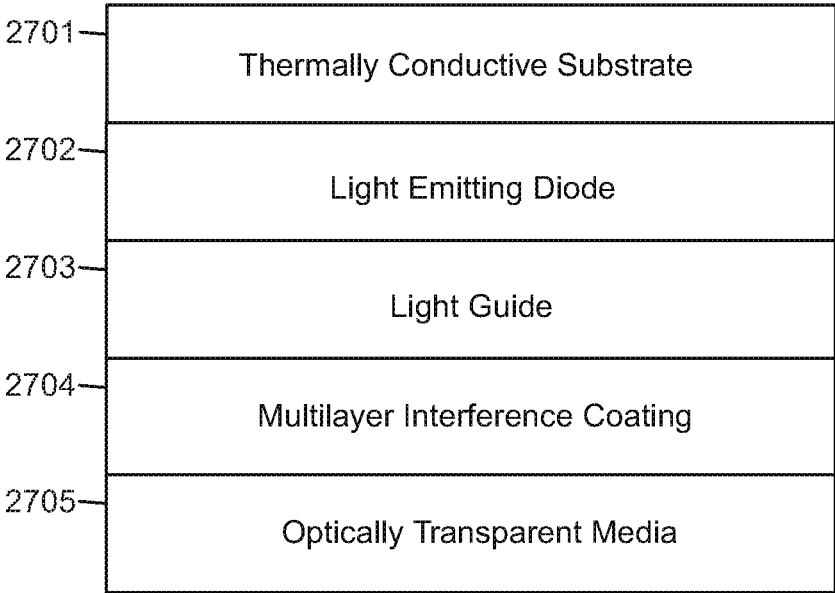 2701
Thermally Conductive Substrate
2702
Light Emitting Diode
2703
Light Guide
2704
Multilayer Interference Coating
2705
Optically Transparent Media